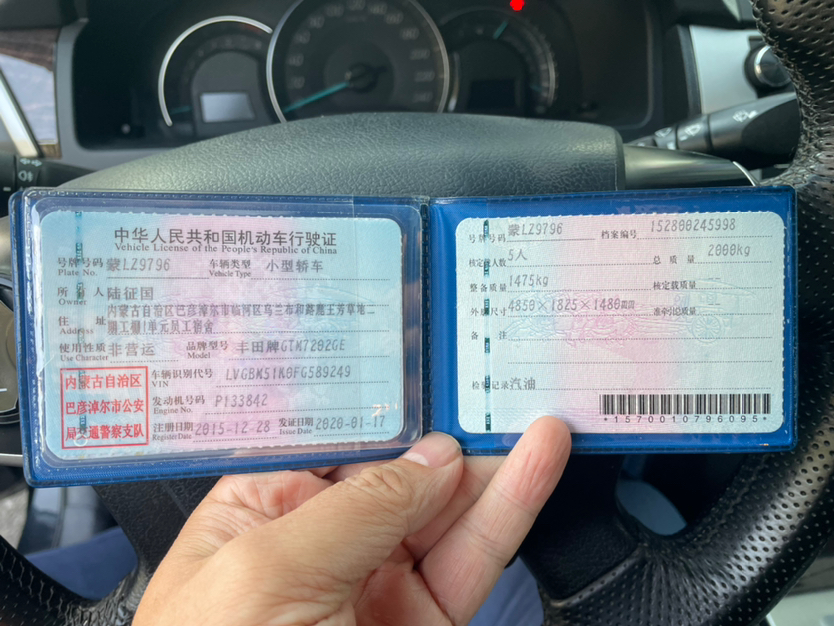 中华人民共和国机动车行驶证
Vehicle License of the People's Republic of China
号牌号码 蒙LZ9796 车辆类型 小型轿车
Plate No. Vehicle Type
所有人 陆征国
Owner
住址 内蒙古自治区巴彦淖尔市临河区乌兰布和路鹿王芳草地二
Address 单元员工宿舍
使用性质 非营运 品牌型号 丰田牌GTM7202GE
Use Character Model
内蒙古自治区
巴彦淖尔市公安
局交通警察支队
车辆识别代号 LVGBM51K0FG589249
VIN
发动机号码 P133842
Engine No.
注册日期 2015-12-28 发证日期 2020-01-17
Register Date Issue Date
号牌号码 蒙LZ9796 档案编号 152800245998
核定载人数 5人 总质量 2000kg
整备质量 1475kg 核定载质量
外廓尺寸 4850×1825×1480 准牵引总质量
备注
检验记录 汽油
*1570010796095*